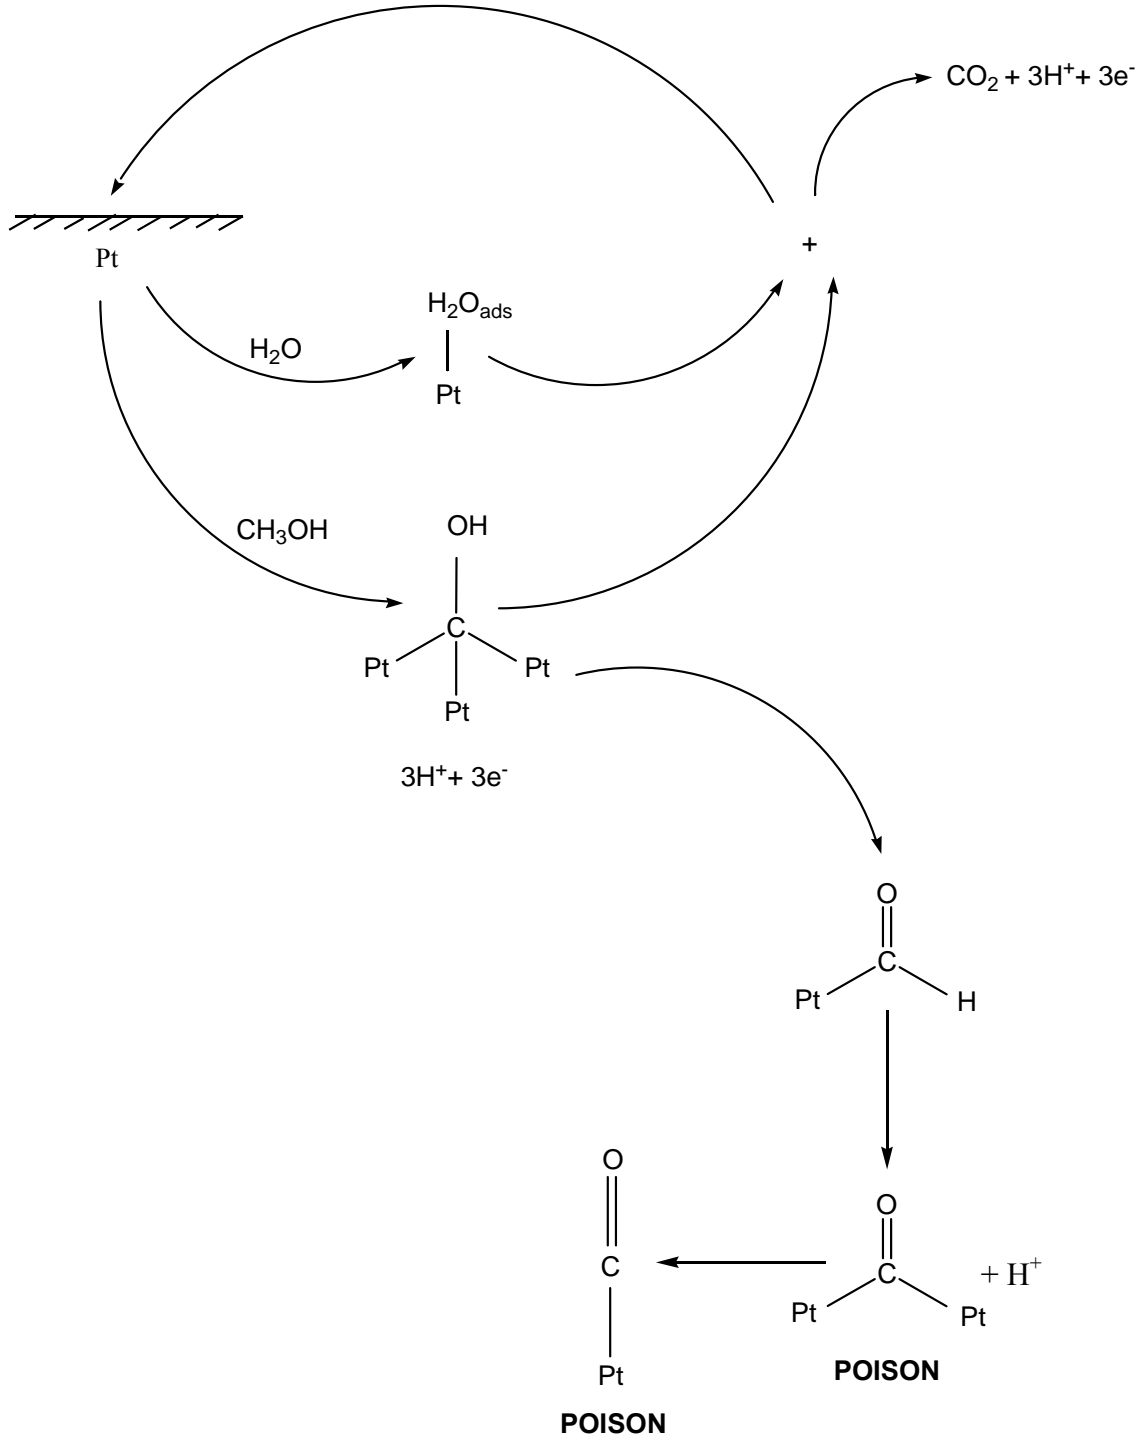 CO₂ + 3H⁺+ 3e⁻
Pt
+
H₂Oads
H₂O
Pt
CH₃OH
OH
C
Pt Pt
Pt
3H⁺+ 3e⁻
O
C
Pt H
O
C
Pt
POISON
O
C + H⁺
Pt Pt
POISON